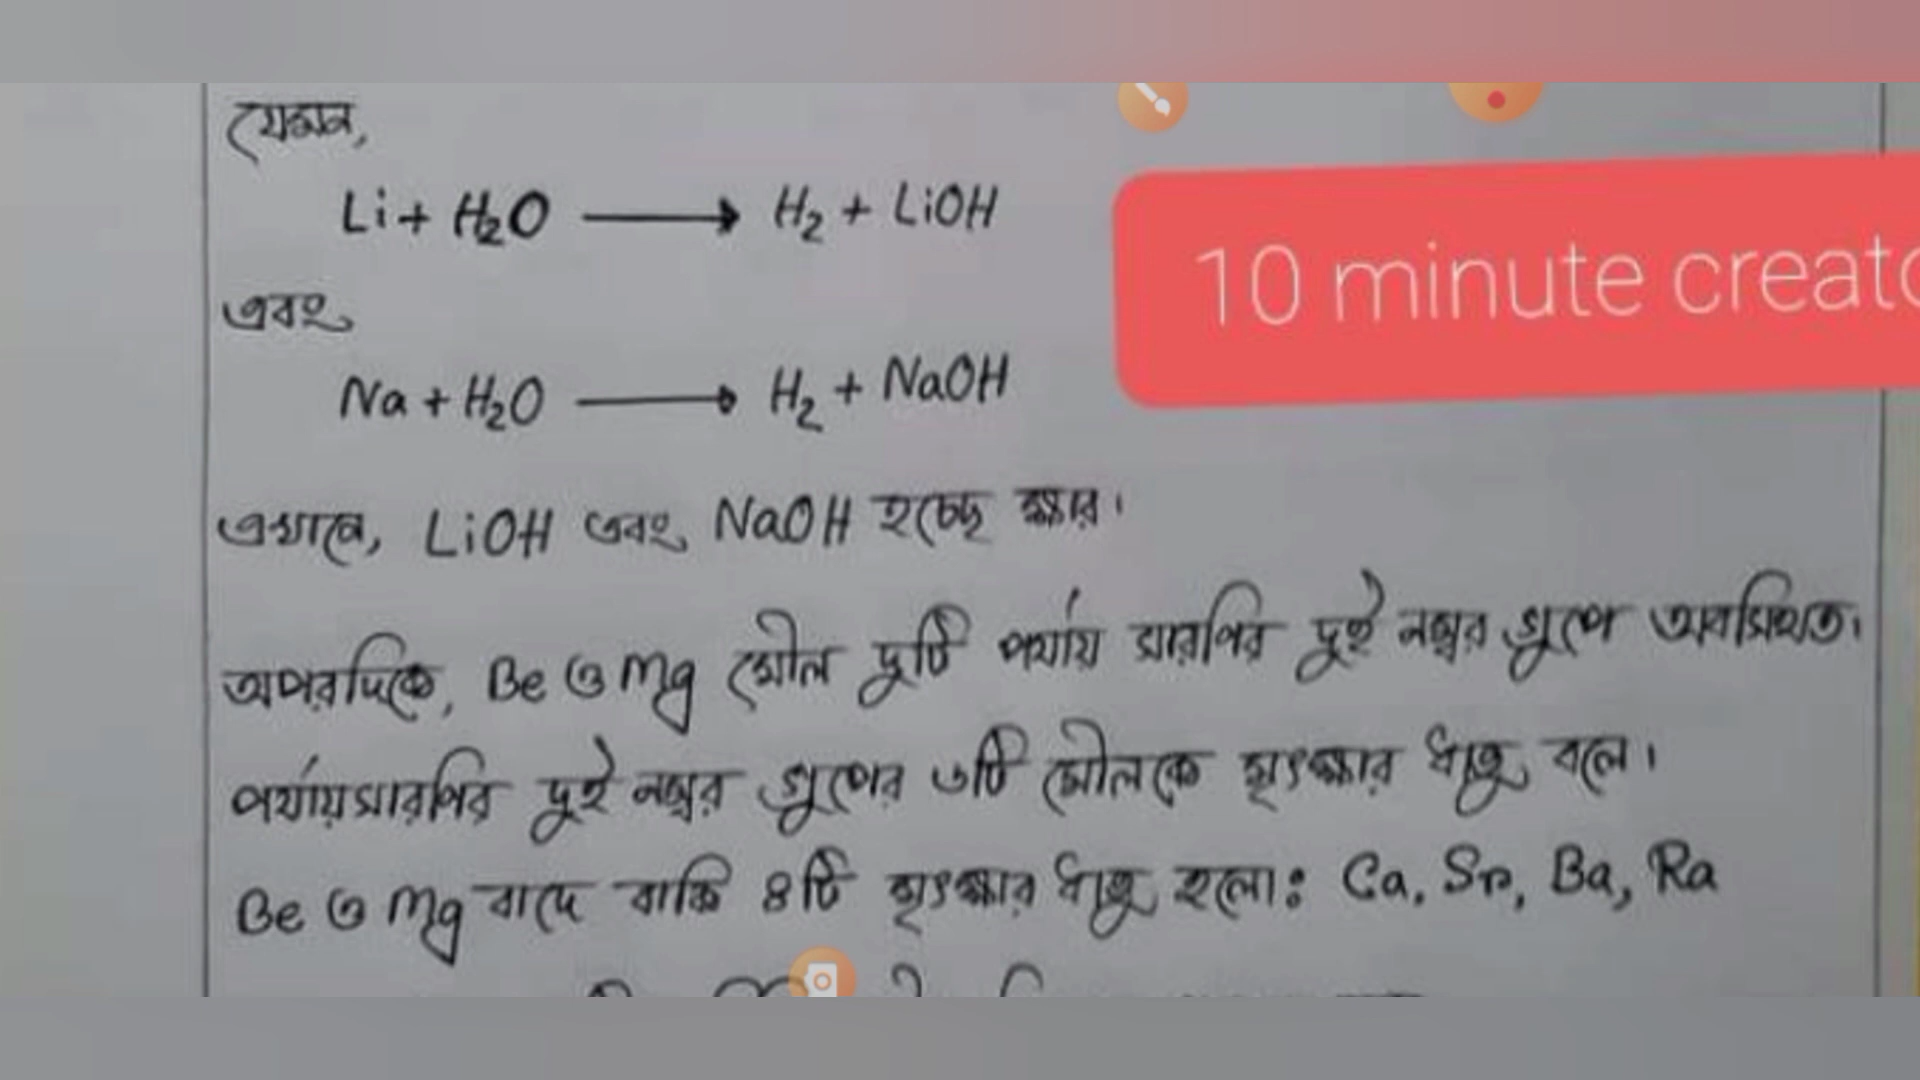 যেমন,
Li + H₂O ⟶ H₂ + LiOH
10 minute creato
এবং
Na + H₂O ⟶ H₂ + NaOH
এখানে, LiOH এবং NaOH হচ্ছে ক্ষার।
অপরদিকে, Be ও Mg মৌল দুটি পর্যায় সারণির দুই নম্বর গ্রুপে অবস্থিত।
পর্যায়সারণির দুই নম্বর গ্রুপের ৬টি মৌলকে মৃৎক্ষার ধাতু বলে।
Be ও Mg বাদে বাকি ৪টি মৃৎক্ষার ধাতু হলো: Ca, Sr, Ba, Ra